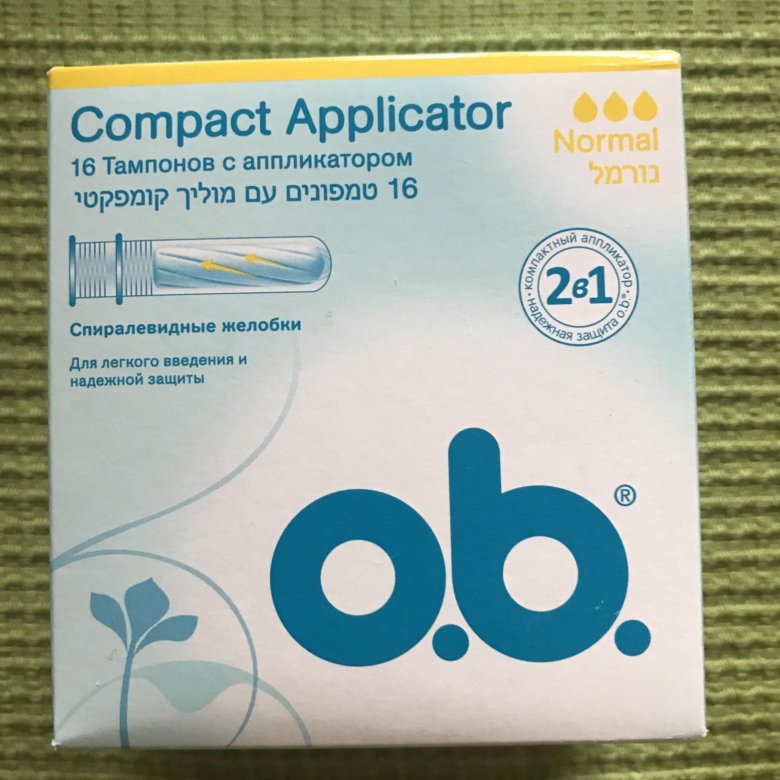 Compact Applicator
16 Тампонов с аппликатором
16 טמפונים עם מוליך קומפקטי
Normal
נורמל
компактный аппликатор
2в1
надежная защита o.b.®
Спиралевидные желобки
Для легкого введения и
надежной защиты
o.b.®